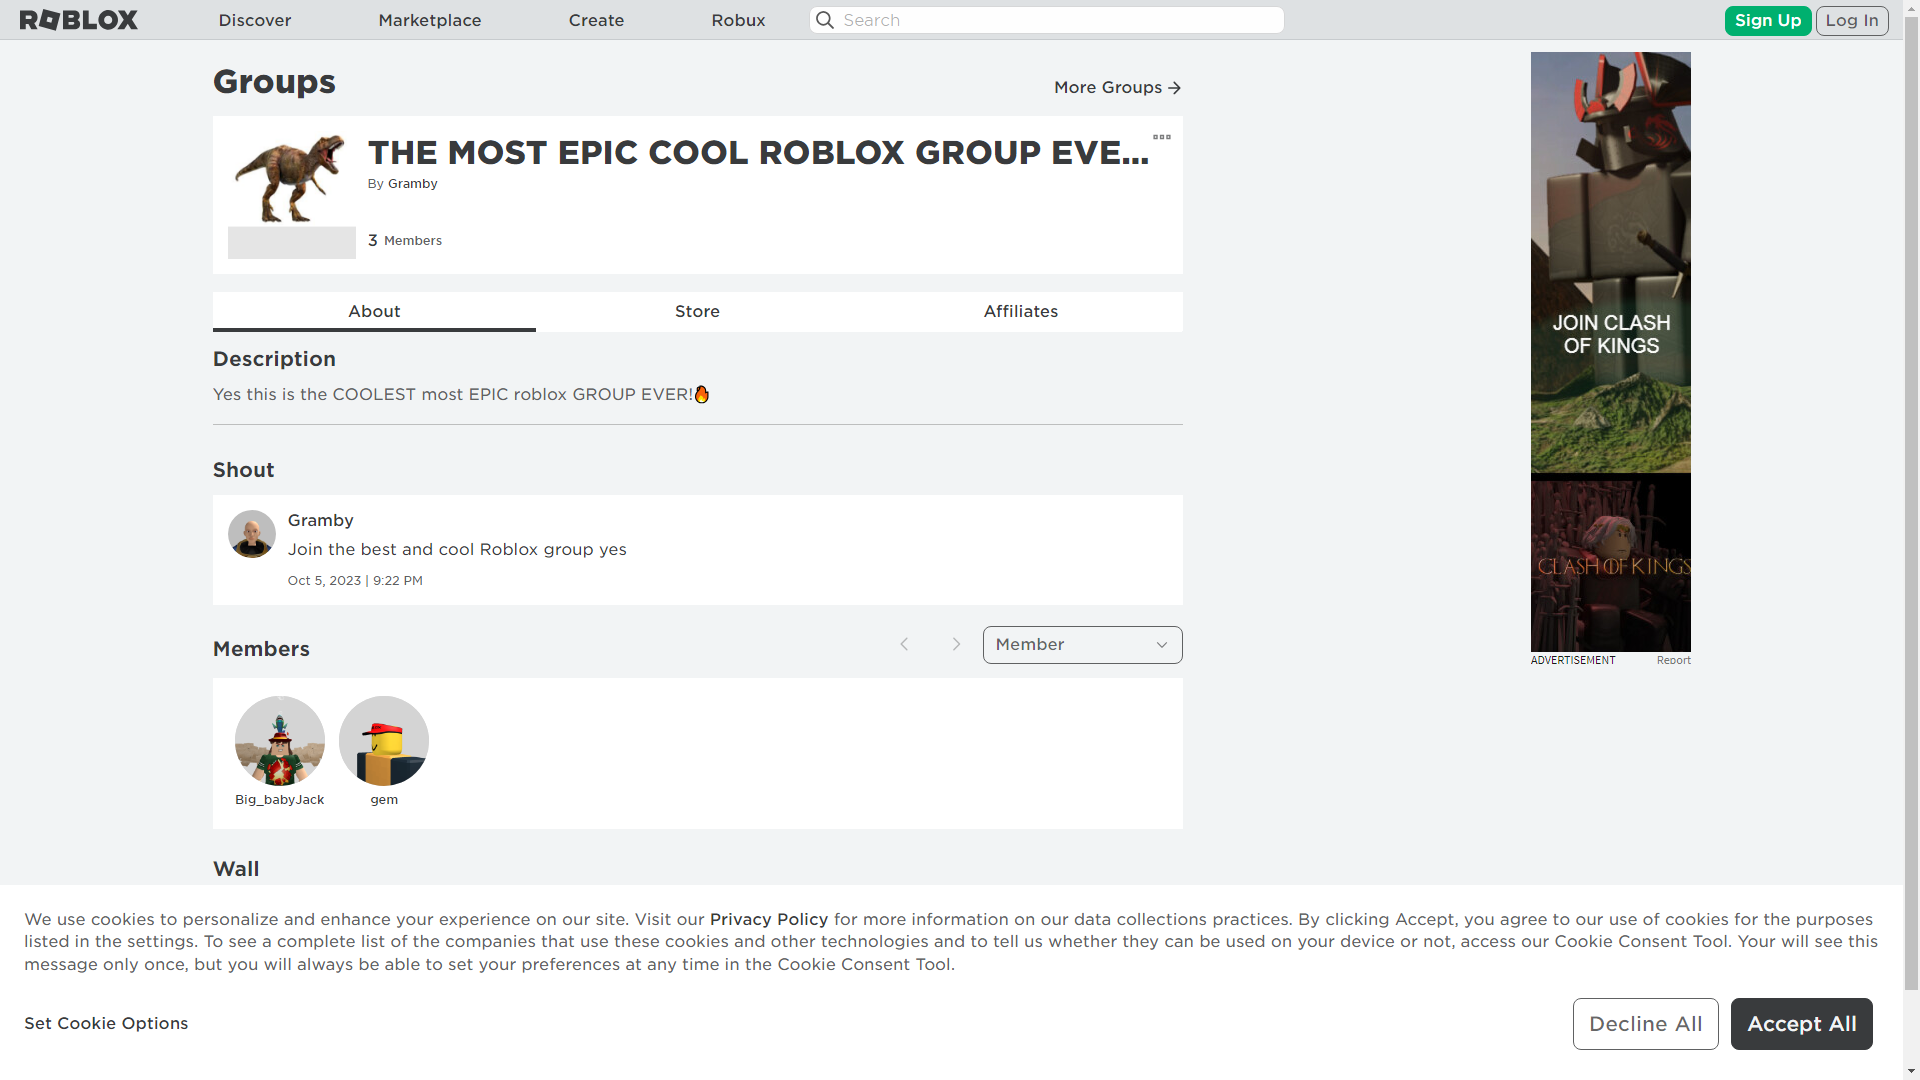 ROBLOX
Discover
Marketplace
Create
Robux
Search
Sign Up
Log In
Groups
More Groups
THE MOST EPIC COOL ROBLOX GROUP EVE...
By Gramby
3 Members
About
Store
Affiliates
Description
Yes this is the COOLEST most EPIC roblox GROUP EVER!🔥
Shout
Gramby
Join the best and cool Roblox group yes
Oct 5, 2023 | 9:22 PM
Members
Member
Big_babyJack
gem
Wall
JOIN CLASH
OF KINGS
CLASH OF KINGS
ADVERTISEMENT
Report
We use cookies to personalize and enhance your experience on our site. Visit our Privacy Policy for more information on our data collections practices. By clicking Accept, you agree to our use of cookies for the purposes
listed in the settings. To see a complete list of the companies that use these cookies and other technologies and to tell us whether they can be used on your device or not, access our Cookie Consent Tool. Your will see this
message only once, but you will always be able to set your preferences at any time in the Cookie Consent Tool.
Set Cookie Options
Decline All
Accept All